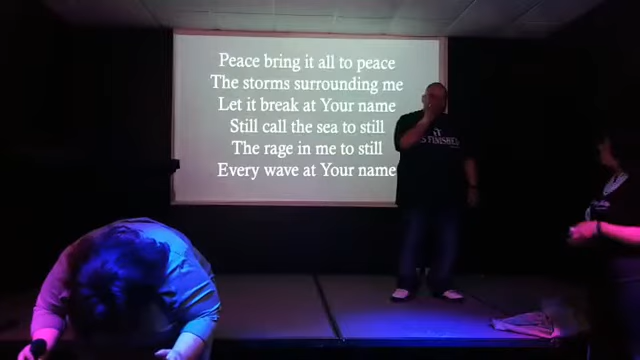 Peace bring it all to peace
The storms surrounding me
Let it break at Your name
Still call the sea to still
The rage in me to still
Every wave at Your name
FINISHED